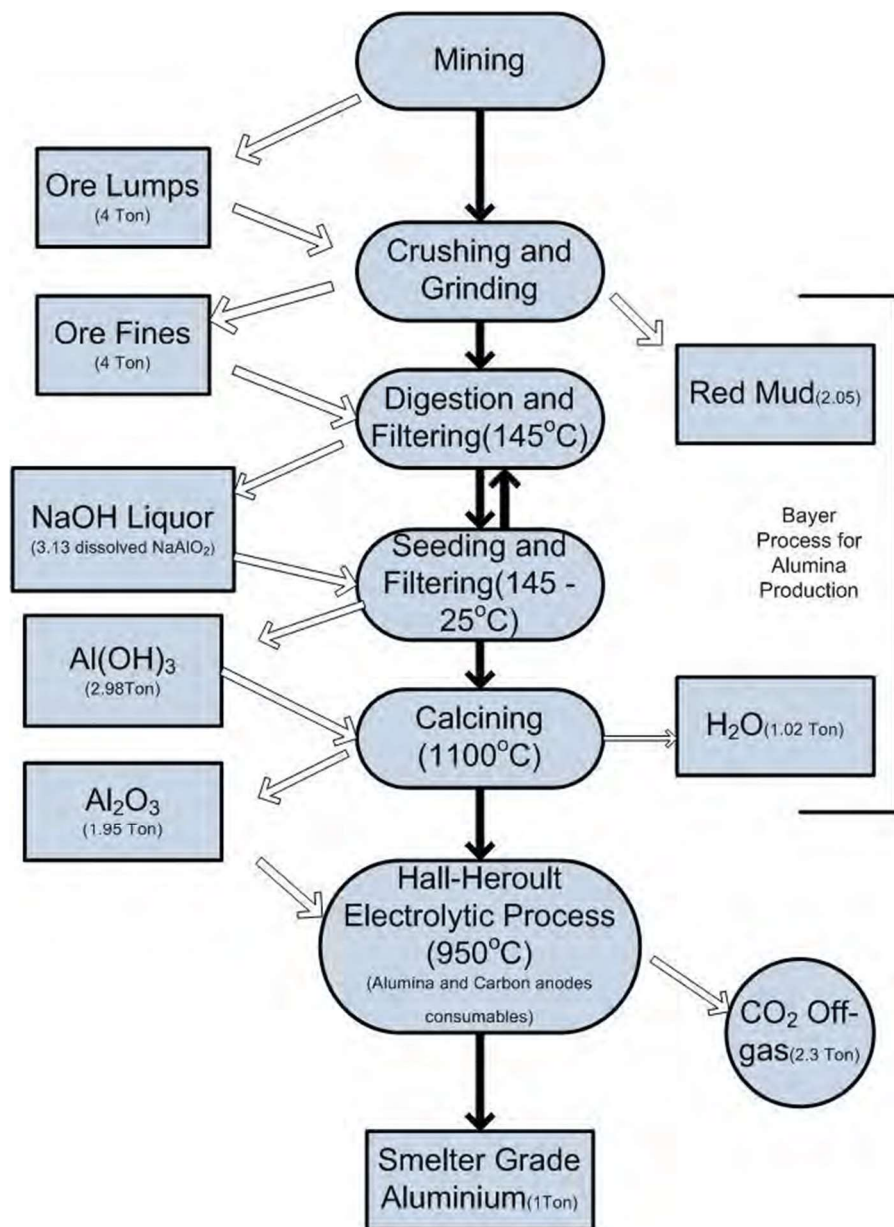 Mining
Ore Lumps
(4 Ton)
Crushing and
Grinding
Ore Fines
(4 Ton)
Red Mud(2.05)
Digestion and
Filtering(145°C)
NaOH Liquor
(3.13 dissolved NaAlO₂)
Bayer
Process for
Alumina
Production
Seeding and
Filtering(145 -
25°C)
Al(OH)₃
(2.98Ton)
Calcining
(1100°C)
H₂O(1.02 Ton)
Al₂O₃
(1.95 Ton)
Hall-Heroult
Electrolytic Process
(950°C)
(Alumina and Carbon anodes
consumables)
CO₂ Off-
gas(2.3 Ton)
Smelter Grade
Aluminium(1Ton)